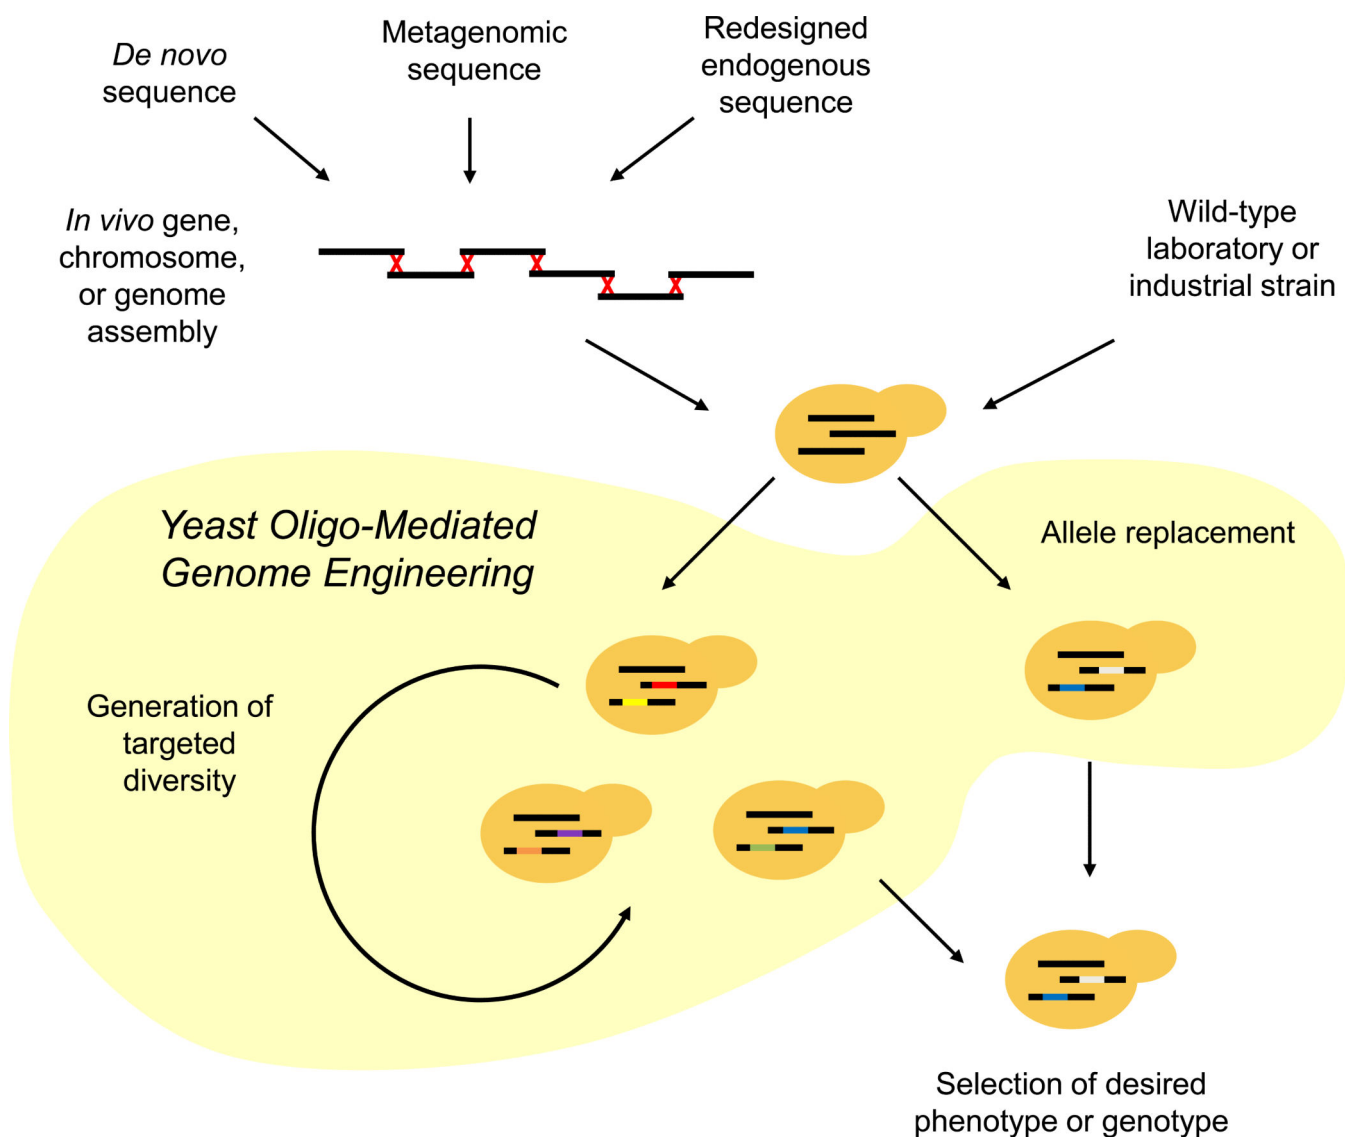 De novo
sequence
Metagenomic
sequence
Redesigned
endogenous
sequence
In vivo gene,
chromosome,
or genome
assembly
Wild-type
laboratory or
industrial strain
Yeast Oligo-Mediated
Genome Engineering
Allele replacement
Generation of
targeted
diversity
Selection of desired
phenotype or genotype